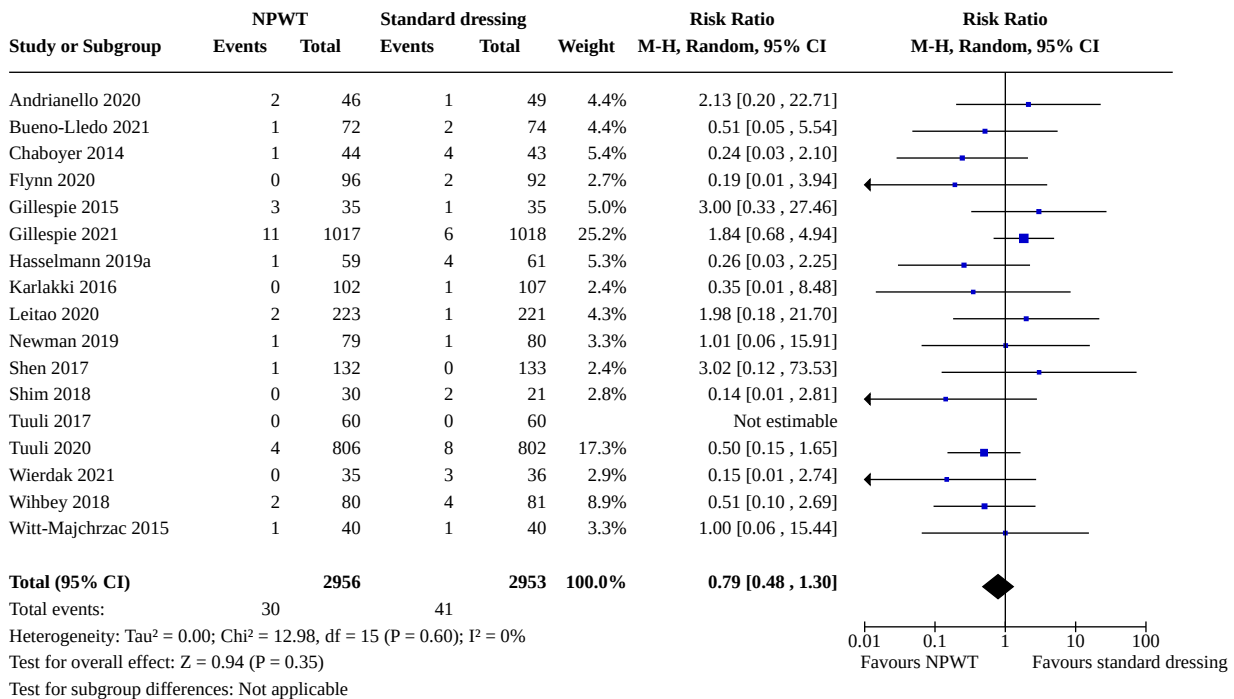 NPWT Standard dressing Risk Ratio Risk Ratio
Study or Subgroup Events Total Events Total Weight M-H, Random, 95% CI M-H, Random, 95% CI
Andrianello 2020 2 46 1 49 4.4% 2.13 [0.20 , 22.71]
Bueno-Lledo 2021 1 72 2 74 4.4% 0.51 [0.05 , 5.54]
Chaboyer 2014 1 44 4 43 5.4% 0.24 [0.03 , 2.10]
Flynn 2020 0 96 2 92 2.7% 0.19 [0.01 , 3.94]
Gillespie 2015 3 35 1 35 5.0% 3.00 [0.33 , 27.46]
Gillespie 2021 11 1017 6 1018 25.2% 1.84 [0.68 , 4.94]
Hasselmann 2019a 1 59 4 61 5.3% 0.26 [0.03 , 2.25]
Karlakki 2016 0 102 1 107 2.4% 0.35 [0.01 , 8.48]
Leitao 2020 2 223 1 221 4.3% 1.98 [0.18 , 21.70]
Newman 2019 1 79 1 80 3.3% 1.01 [0.06 , 15.91]
Shen 2017 1 132 0 133 2.4% 3.02 [0.12 , 73.53]
Shim 2018 0 30 2 21 2.8% 0.14 [0.01 , 2.81]
Tuuli 2017 0 60 0 60 Not estimable
Tuuli 2020 4 806 8 802 17.3% 0.50 [0.15 , 1.65]
Wierdak 2021 0 35 3 36 2.9% 0.15 [0.01 , 2.74]
Wihbey 2018 2 80 4 81 8.9% 0.51 [0.10 , 2.69]
Witt-Majchrzac 2015 1 40 1 40 3.3% 1.00 [0.06 , 15.44]
Total (95% CI) 2956 2953 100.0% 0.79 [0.48 , 1.30]
Total events: 30 41
Heterogeneity: Tau² = 0.00; Chi² = 12.98, df = 15 (P = 0.60); I² = 0%
Test for overall effect: Z = 0.94 (P = 0.35)
Test for subgroup differences: Not applicable
0.01 0.1 1 10 100
Favours NPWT Favours standard dressing